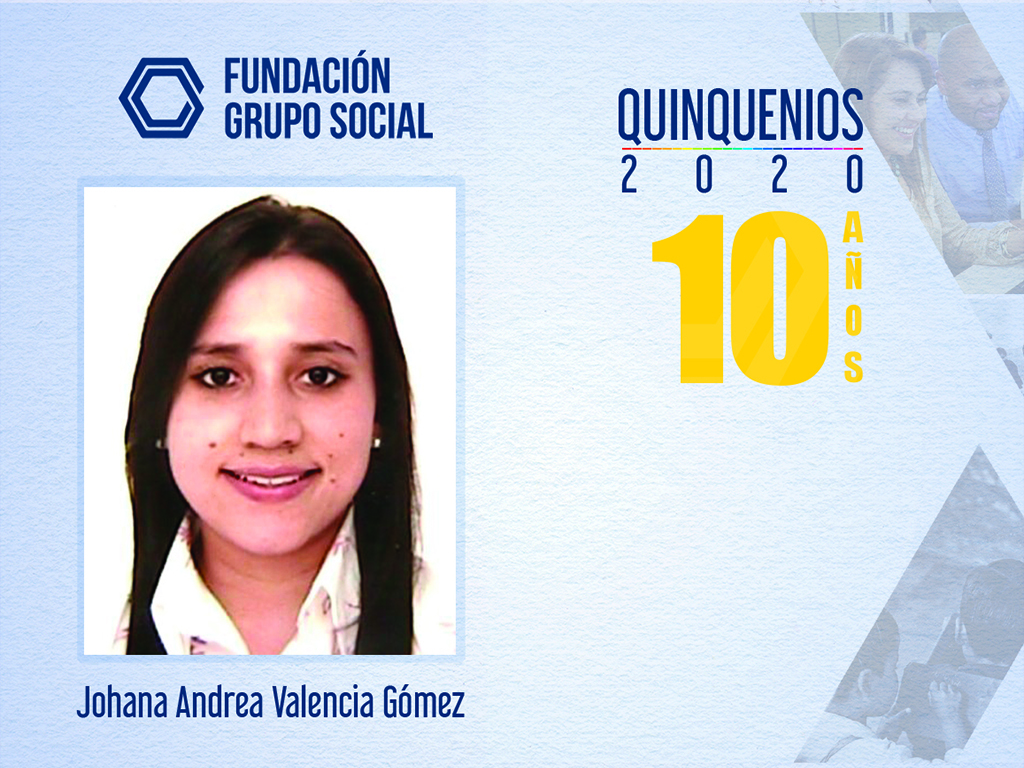 FUNDACIÓN
GRUPO SOCIAL
QUINQUENIOS
2020
10
AÑOS
Johana Andrea Valencia Gómez